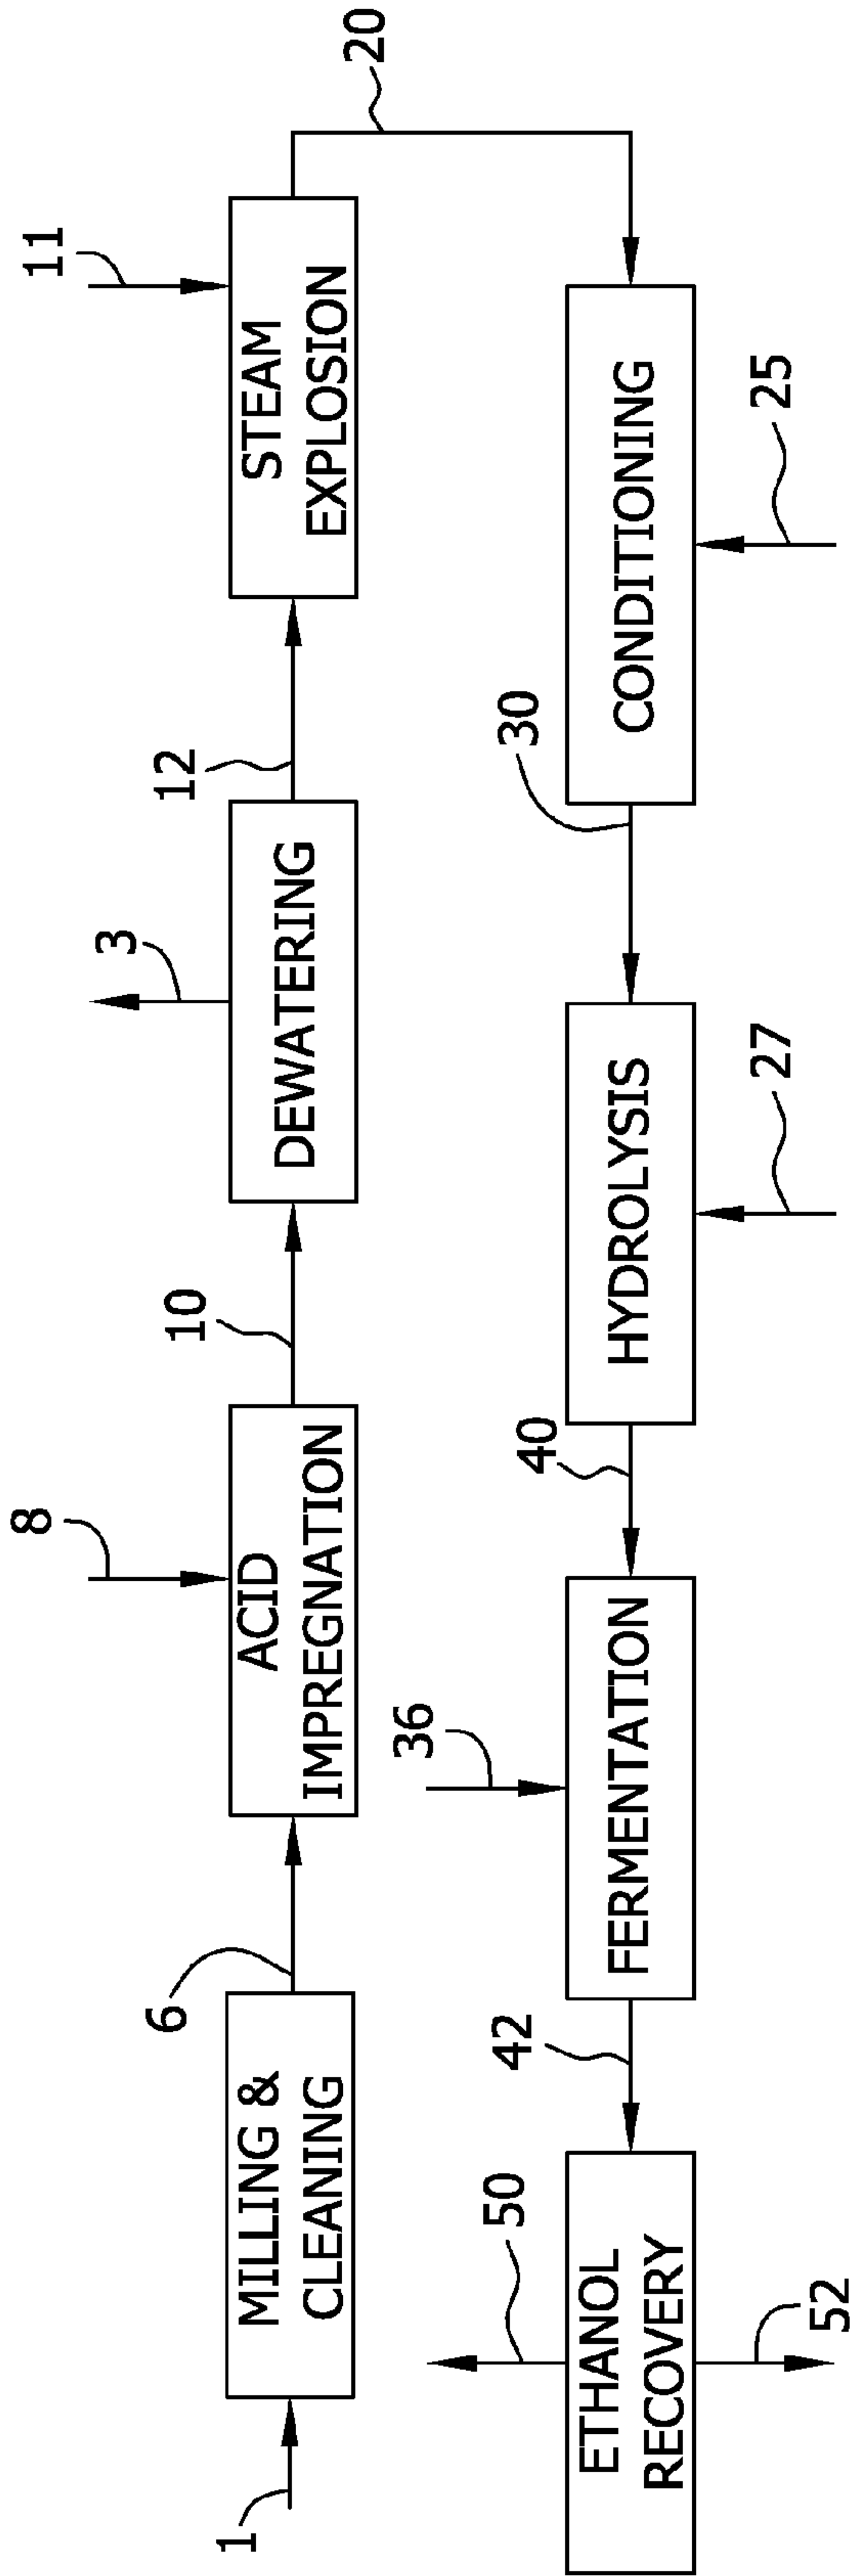 1
MILLING &
CLEANING
6
8
ACID
IMPREGNATION
10
3
DEWATERING
12
11
STEAM
EXPLOSION
20
CONDITIONING
25
30
HYDROLYSIS
27
40
FERMENTATION
36
42
ETHANOL
RECOVERY
50
52